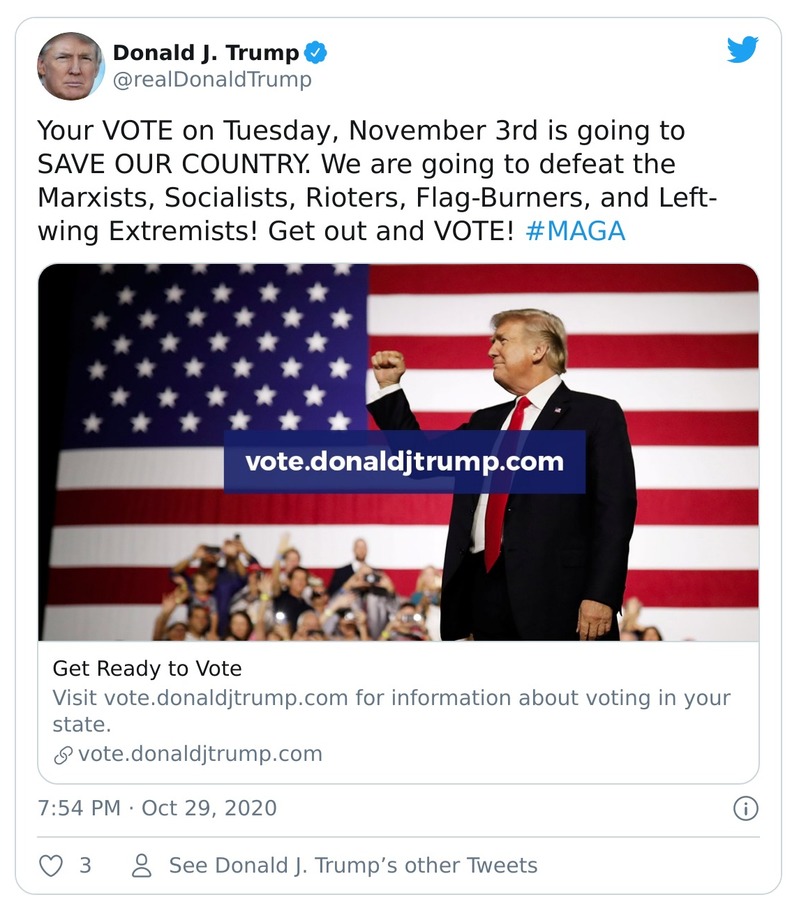 Donald J. Trump
@realDonaldTrump
Your VOTE on Tuesday, November 3rd is going to
SAVE OUR COUNTRY. We are going to defeat the
Marxists, Socialists, Rioters, Flag-Burners, and Left-
wing Extremists! Get out and VOTE! #MAGA
vote.donaldjtrump.com
Get Ready to Vote
Visit vote.donaldjtrump.com for information about voting in your
state.
vote.donaldjtrump.com
7:54 PM · Oct 29, 2020
3 See Donald J. Trump’s other Tweets